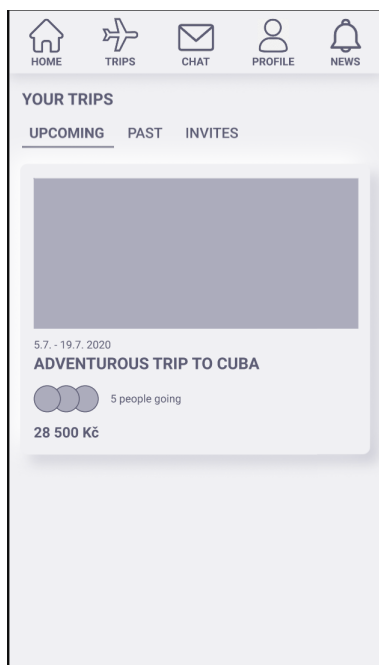 HOME TRIPS CHAT PROFILE NEWS
YOUR TRIPS
UPCOMING PAST INVITES
5.7. - 19.7. 2020
ADVENTUROUS TRIP TO CUBA
5 people going
28 500 Kč